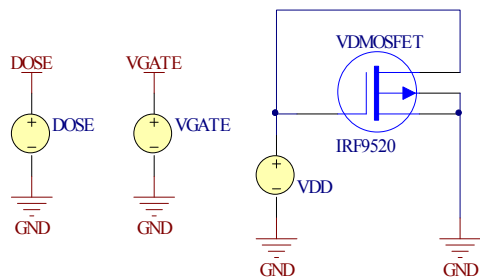 DOSE
DOSE
GND
VGATE
VGATE
GND
VDMOSFET
IRF9520
VDD
GND
GND